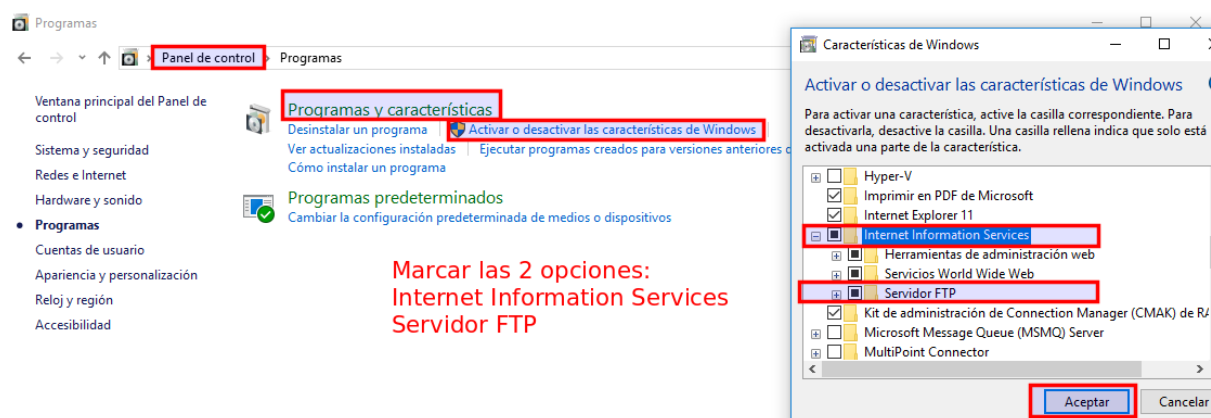 Programas
Panel de control > Programas
Ventana principal del Panel de
control
Sistema y seguridad
Redes e Internet
Hardware y sonido
Programas
Cuentas de usuario
Apariencia y personalización
Reloj y región
Accesibilidad
Programas y características
Desinstalar un programa
Activar o desactivar las características de Windows
Ver actualizaciones instaladas
Ejecutar programas creados para versiones anteriores
Cómo instalar un programa
Programas predeterminados
Cambiar la configuración predeterminada de medios o dispositivos
Marcar las 2 opciones:
Internet Information Services
Servidor FTP
Características de Windows
Activar o desactivar las características de Windows
Para activar una característica, active la casilla correspondiente. Para
desactivarla, desactive la casilla. Una casilla rellena indica que solo está
activada una parte de la característica.
Hyper-V
Imprimir en PDF de Microsoft
Internet Explorer 11
Internet Information Services
Herramientas de administración web
Servicios World Wide Web
Servidor FTP
Kit de administración de Connection Manager (CMAK) de
Microsoft Message Queue (MSMQ) Server
MultiPoint Connector
Aceptar
Cancelar